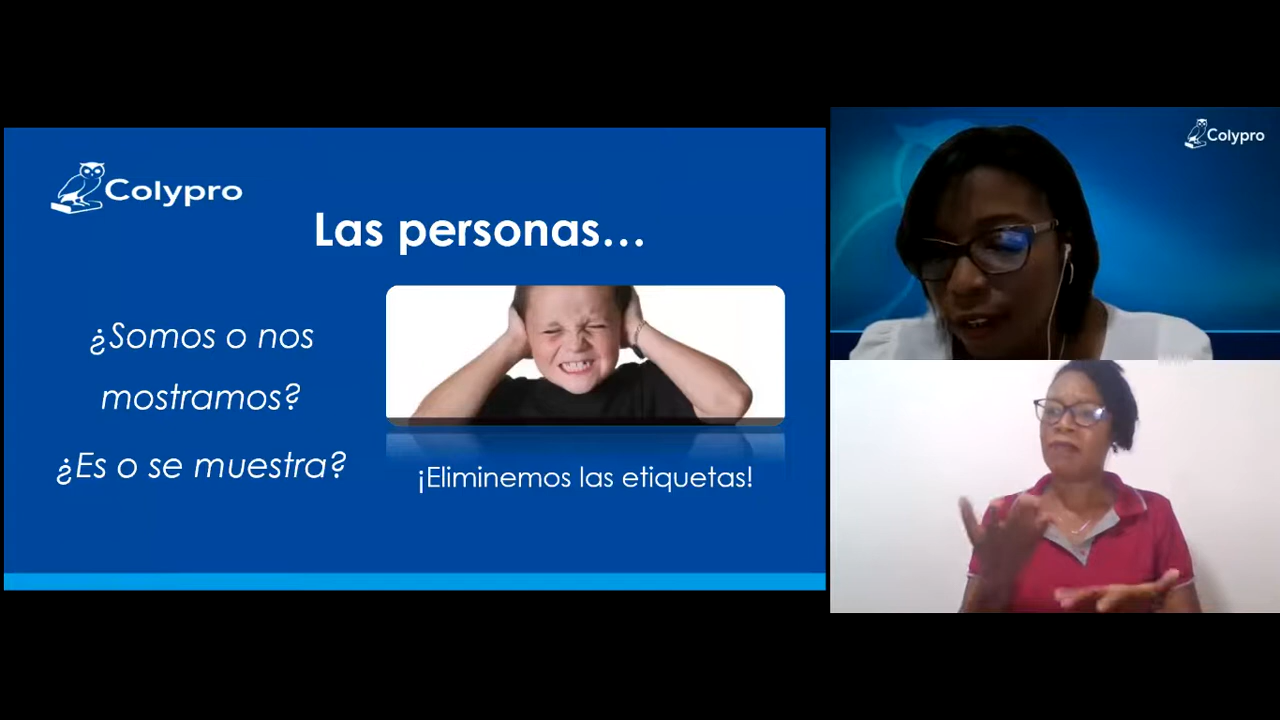 Colypro
Las personas...
¿Somos o nos
mostramos?
¿Es o se muestra?
¡Eliminemos las etiquetas!
Colypro